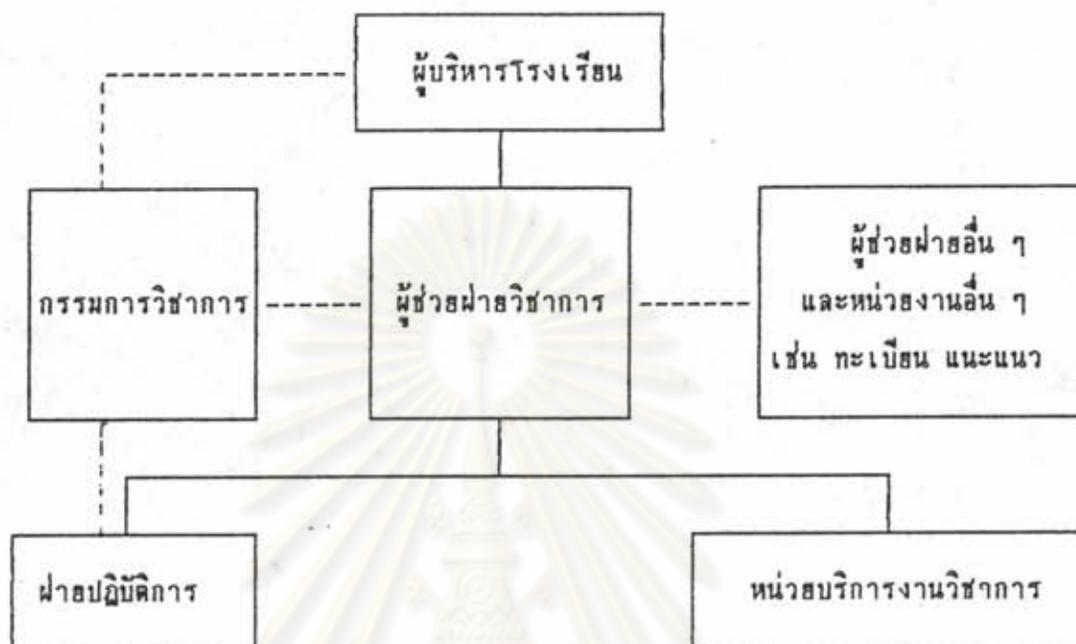 ผู้บริหารโรงเรียน
กรรมการวิชาการ
ผู้ช่วยฝ่ายวิชาการ
ผู้ช่วยฝ่ายอื่น ๆ
และหน่วยงานอื่น ๆ
เช่น ทะเบียน แนะแนว
ฝ่ายปฏิบัติการ
หน่วยบริการงานวิชาการ